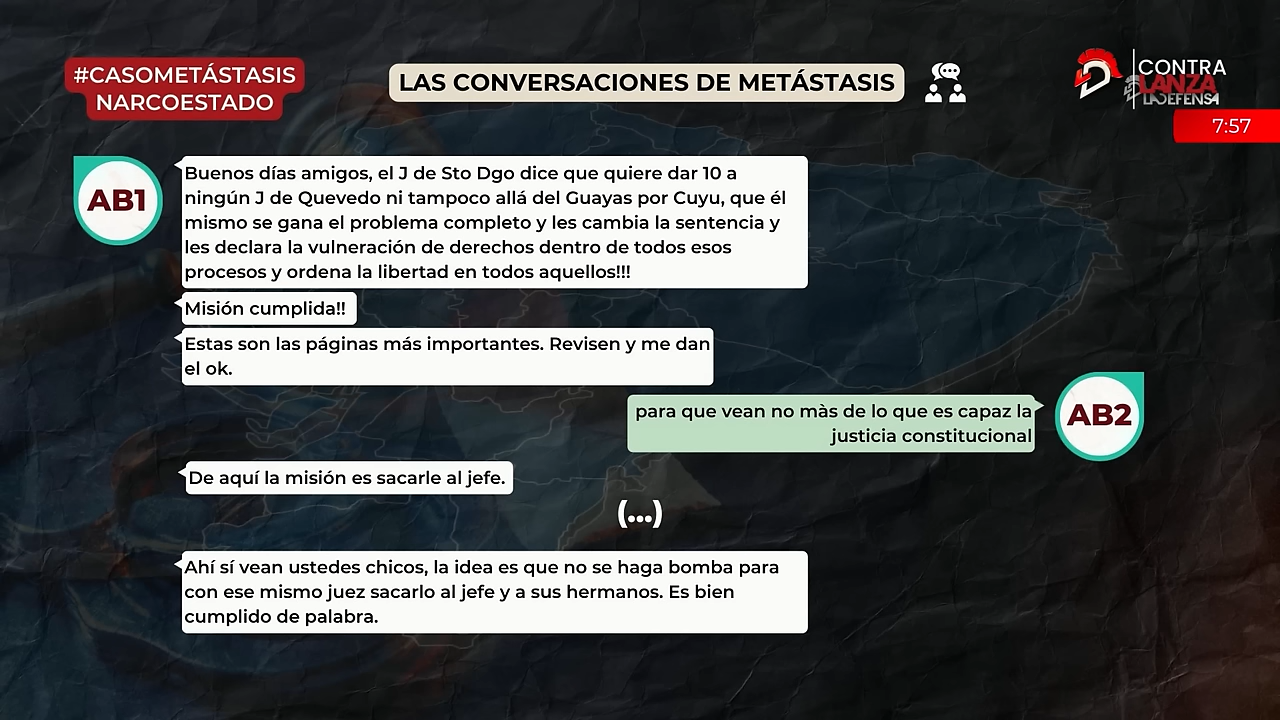 #CASOMETÁSTASIS
NARCOESTADO
LAS CONVERSACIONES DE METÁSTASIS
CONTRA
LANZA
LA DEFENSA
7:57
AB1
Buenos días amigos, el J de Sto Dgo dice que quiere dar 10 a
ningún J de Quevedo ni tampoco allá del Guayas por Cuyu, que él
mismo se gana el problema completo y les cambia la sentencia y
les declara la vulneración de derechos dentro de todos esos
procesos y ordena la libertad en todos aquellos!!!
Misión cumplida!!
Estas son las páginas más importantes. Revisen y me dan
el ok.
para que vean no màs de lo que es capaz la
justicia constitucional
AB2
De aquí la misión es sacarle al jefe.
(...)
Ahí sí vean ustedes chicos, la idea es que no se haga bomba para
con ese mismo juez sacarlo al jefe y a sus hermanos. Es bien
cumplido de palabra.